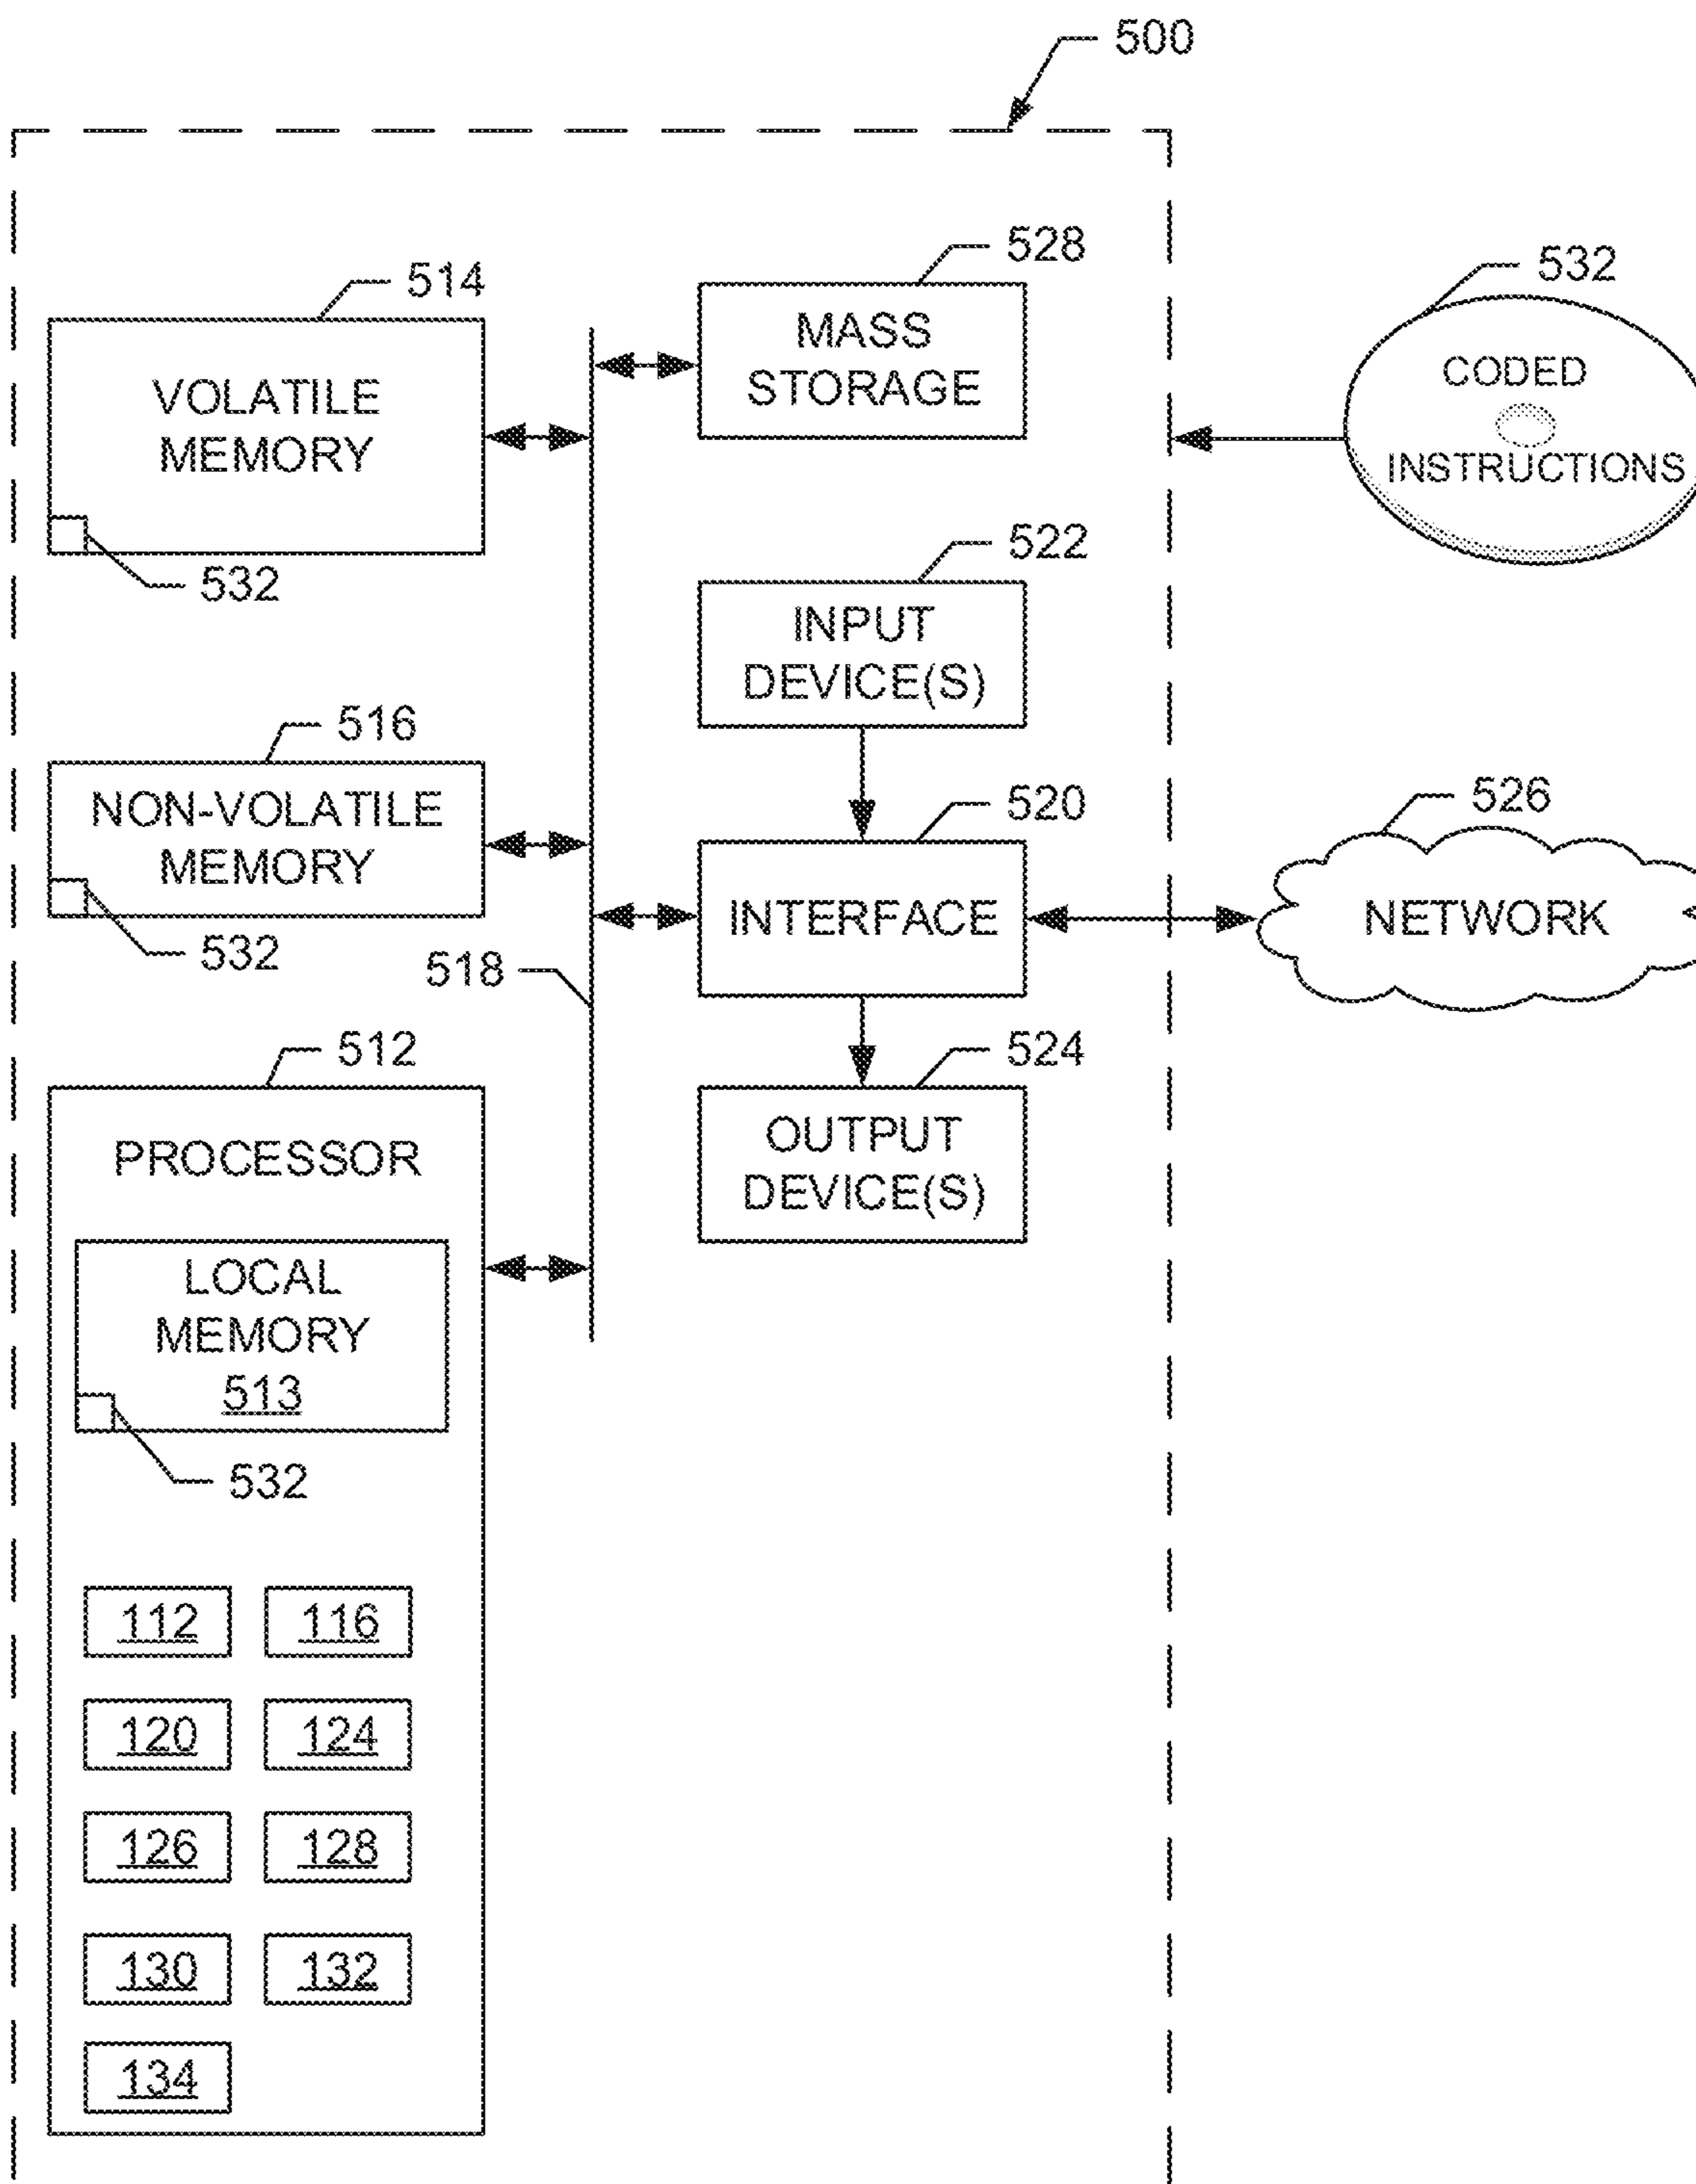 500
528
514
532
MASS
STORAGE
VOLATILE
MEMORY
CODED
INSTRUCTIONS
532
522
INPUT
DEVICE(S)
516
520
526
NON-VOLATILE
MEMORY
INTERFACE
NETWORK
532
518
512
524
PROCESSOR
OUTPUT
DEVICE(S)
LOCAL
MEMORY
513
532
112
116
120
124
126
128
130
132
134